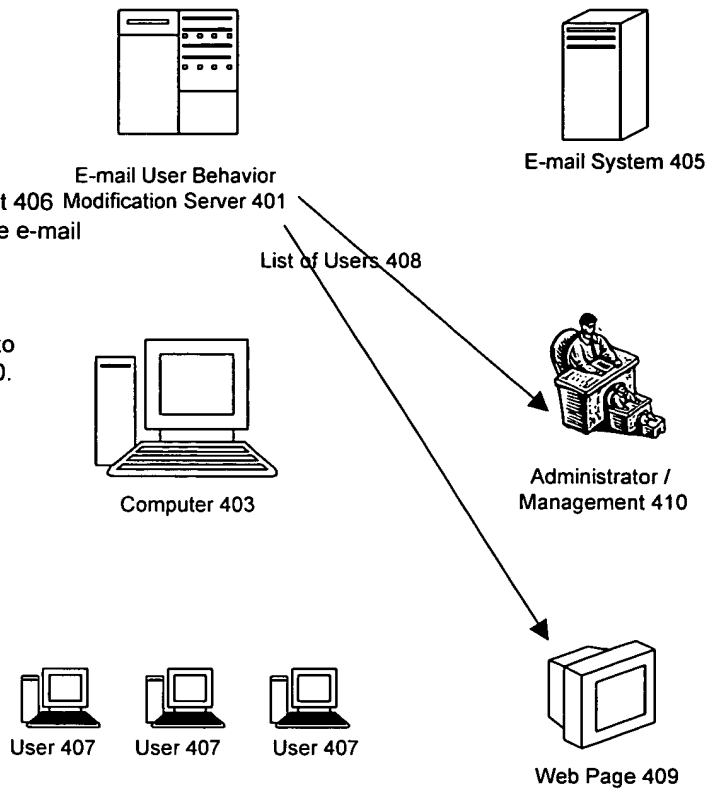 E-mail User Behavior
Modification Server 401
E-mail System 405
t 406
e e-mail
List of Users 408
to
0.
Computer 403
Administrator /
Management 410
User 407
User 407
User 407
Web Page 409